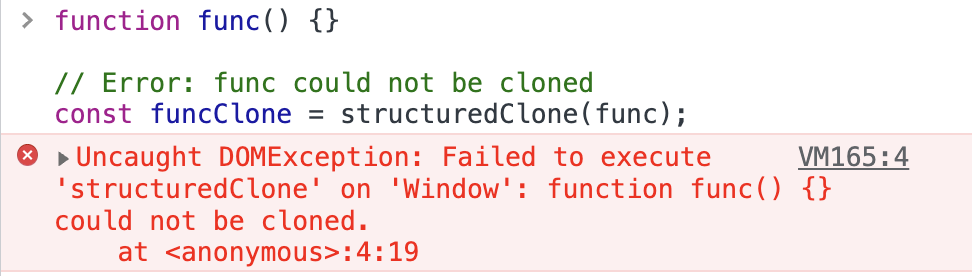 function func() {}
// Error: func could not be cloned
const funcClone = structuredClone(func);
Uncaught DOMException: Failed to execute VM165:4
'structuredClone' on 'Window': function func() {}
could not be cloned.
at <anonymous>:4:19